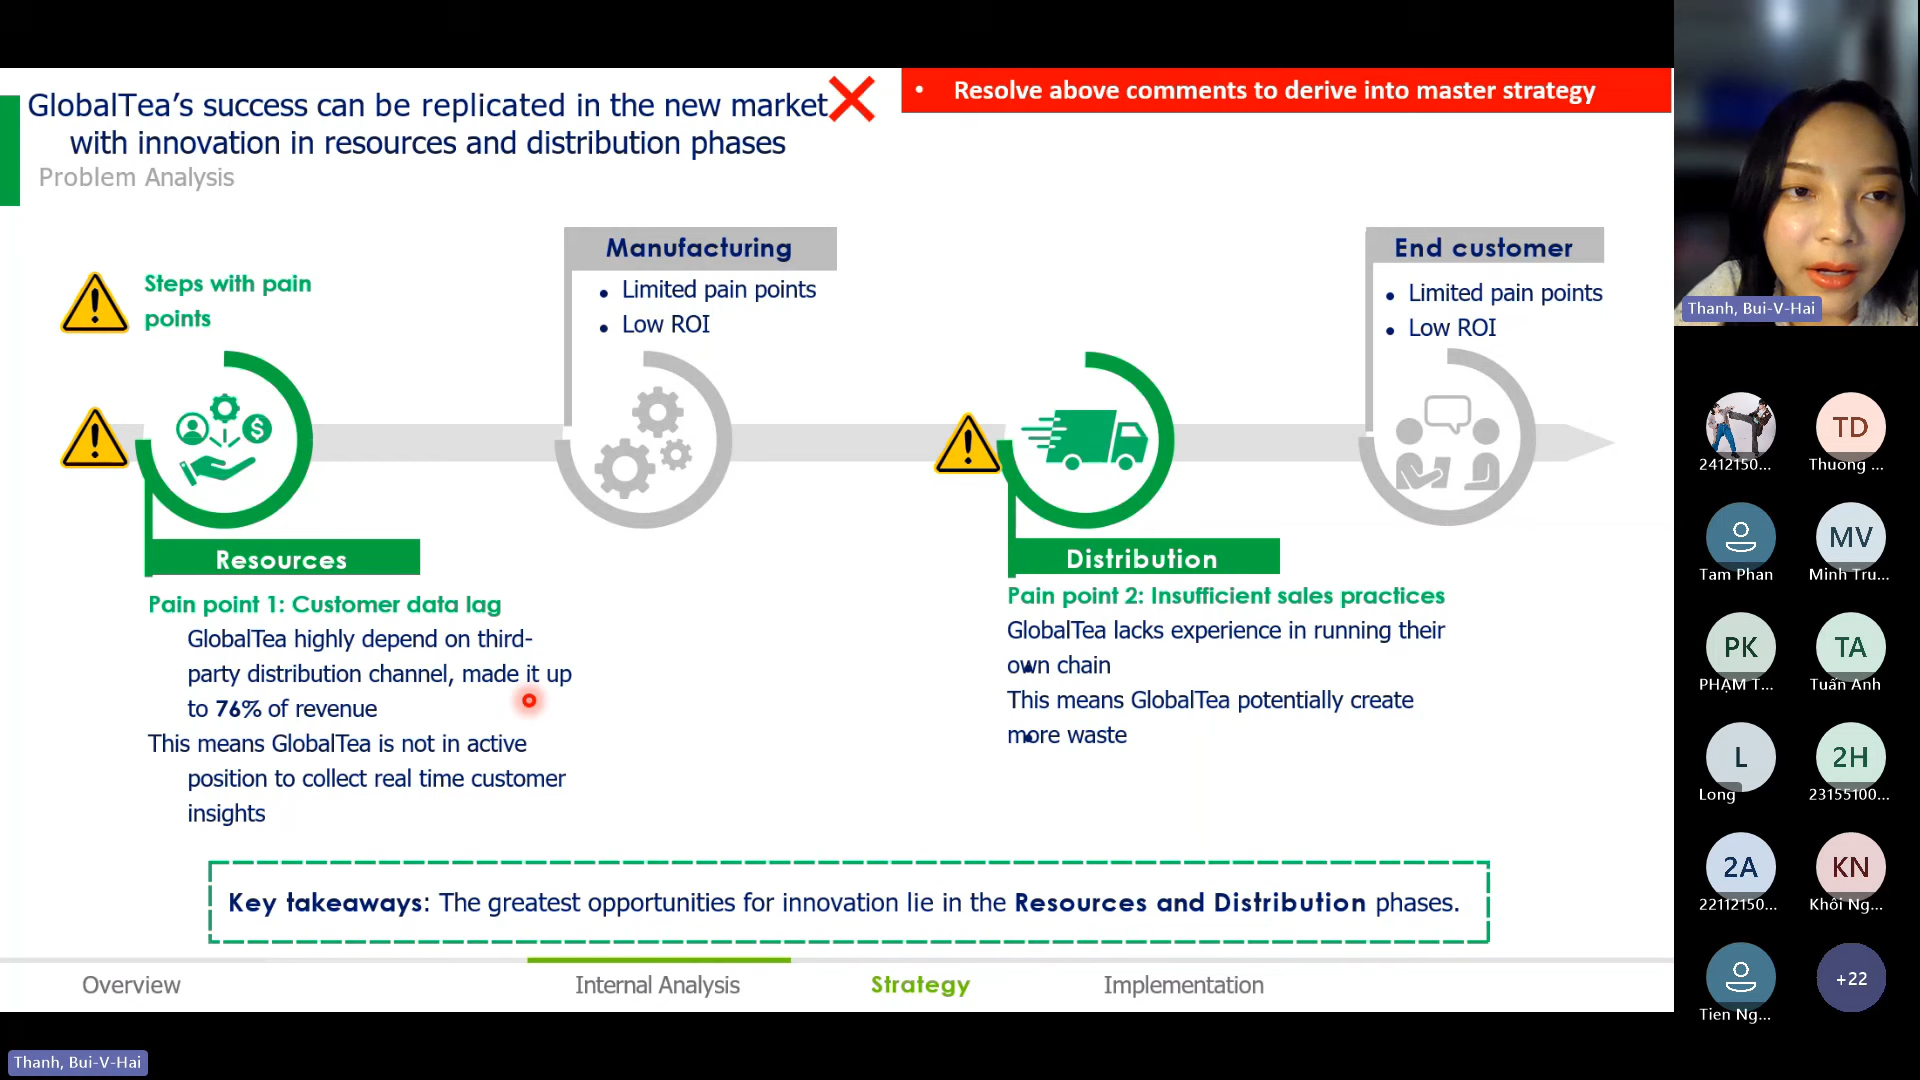 GlobalTea's success can be replicated in the new market
with innovation in resources and distribution phases
Problem Analysis
• Resolve above comments to derive into master strategy
Steps with pain
points
Manufacturing
• Limited pain points
• Low ROI
End customer
• Limited pain points
• Low ROI
Resources
Pain point 1: Customer data lag
GlobalTea highly depend on third-
party distribution channel, made it up
to 76% of revenue
This means GlobalTea is not in active
position to collect real time customer
insights
Distribution
Pain point 2: Insufficient sales practices
GlobalTea lacks experience in running their
own chain
This means GlobalTea potentially create
more waste
Key takeaways: The greatest opportunities for innovation lie in the Resources and Distribution phases.
Overview
Internal Analysis
Strategy
Implementation
Thanh, Bui-V-Hai
Thanh, Bui-V-Hai
2412150...
TD
Thuong ...
Tam Phan
MV
Minh Tru...
PK
PHẠM T...
TA
Tuấn Anh
L
Long
2H
23155100...
2A
22112150...
KN
Khôi Ng...
Tien Ng...
+22